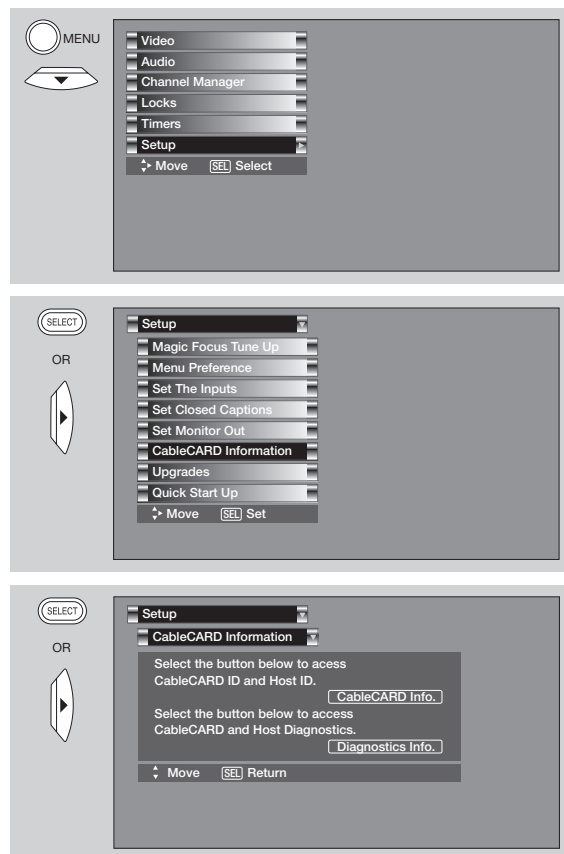 MENU
Video
Audio
Channel Manager
Locks
Timers
Setup
Move SEL Select
SELECT
OR
Setup
Magic Focus Tune Up
Menu Preference
Set The Inputs
Set Closed Captions
Set Monitor Out
CableCARD Information
Upgrades
Quick Start Up
Move SEL Set
SELECT
OR
Setup
CableCARD Information
Select the button below to acess
CableCARD ID and Host ID.
CableCARD Info.
Select the button below to access
CableCARD and Host Diagnostics.
Diagnostics Info.
Move SEL Return